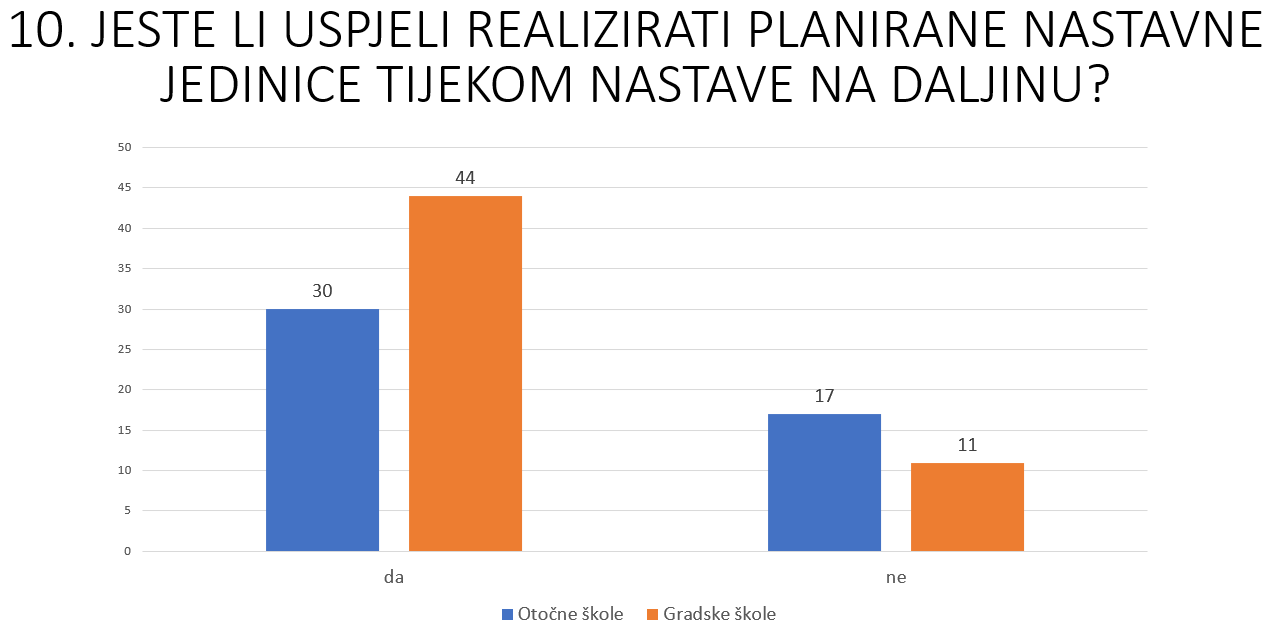 10. JESTE LI USPJELI REALIZIRATI PLANIRANE NASTAVNE
JEDINICE TIJEKOM NASTAVE NA DALJINU?
50
45
40
35
30
25
20
15
10
5
0
30
44
17
11
da
ne
Otočne škole
Gradske škole